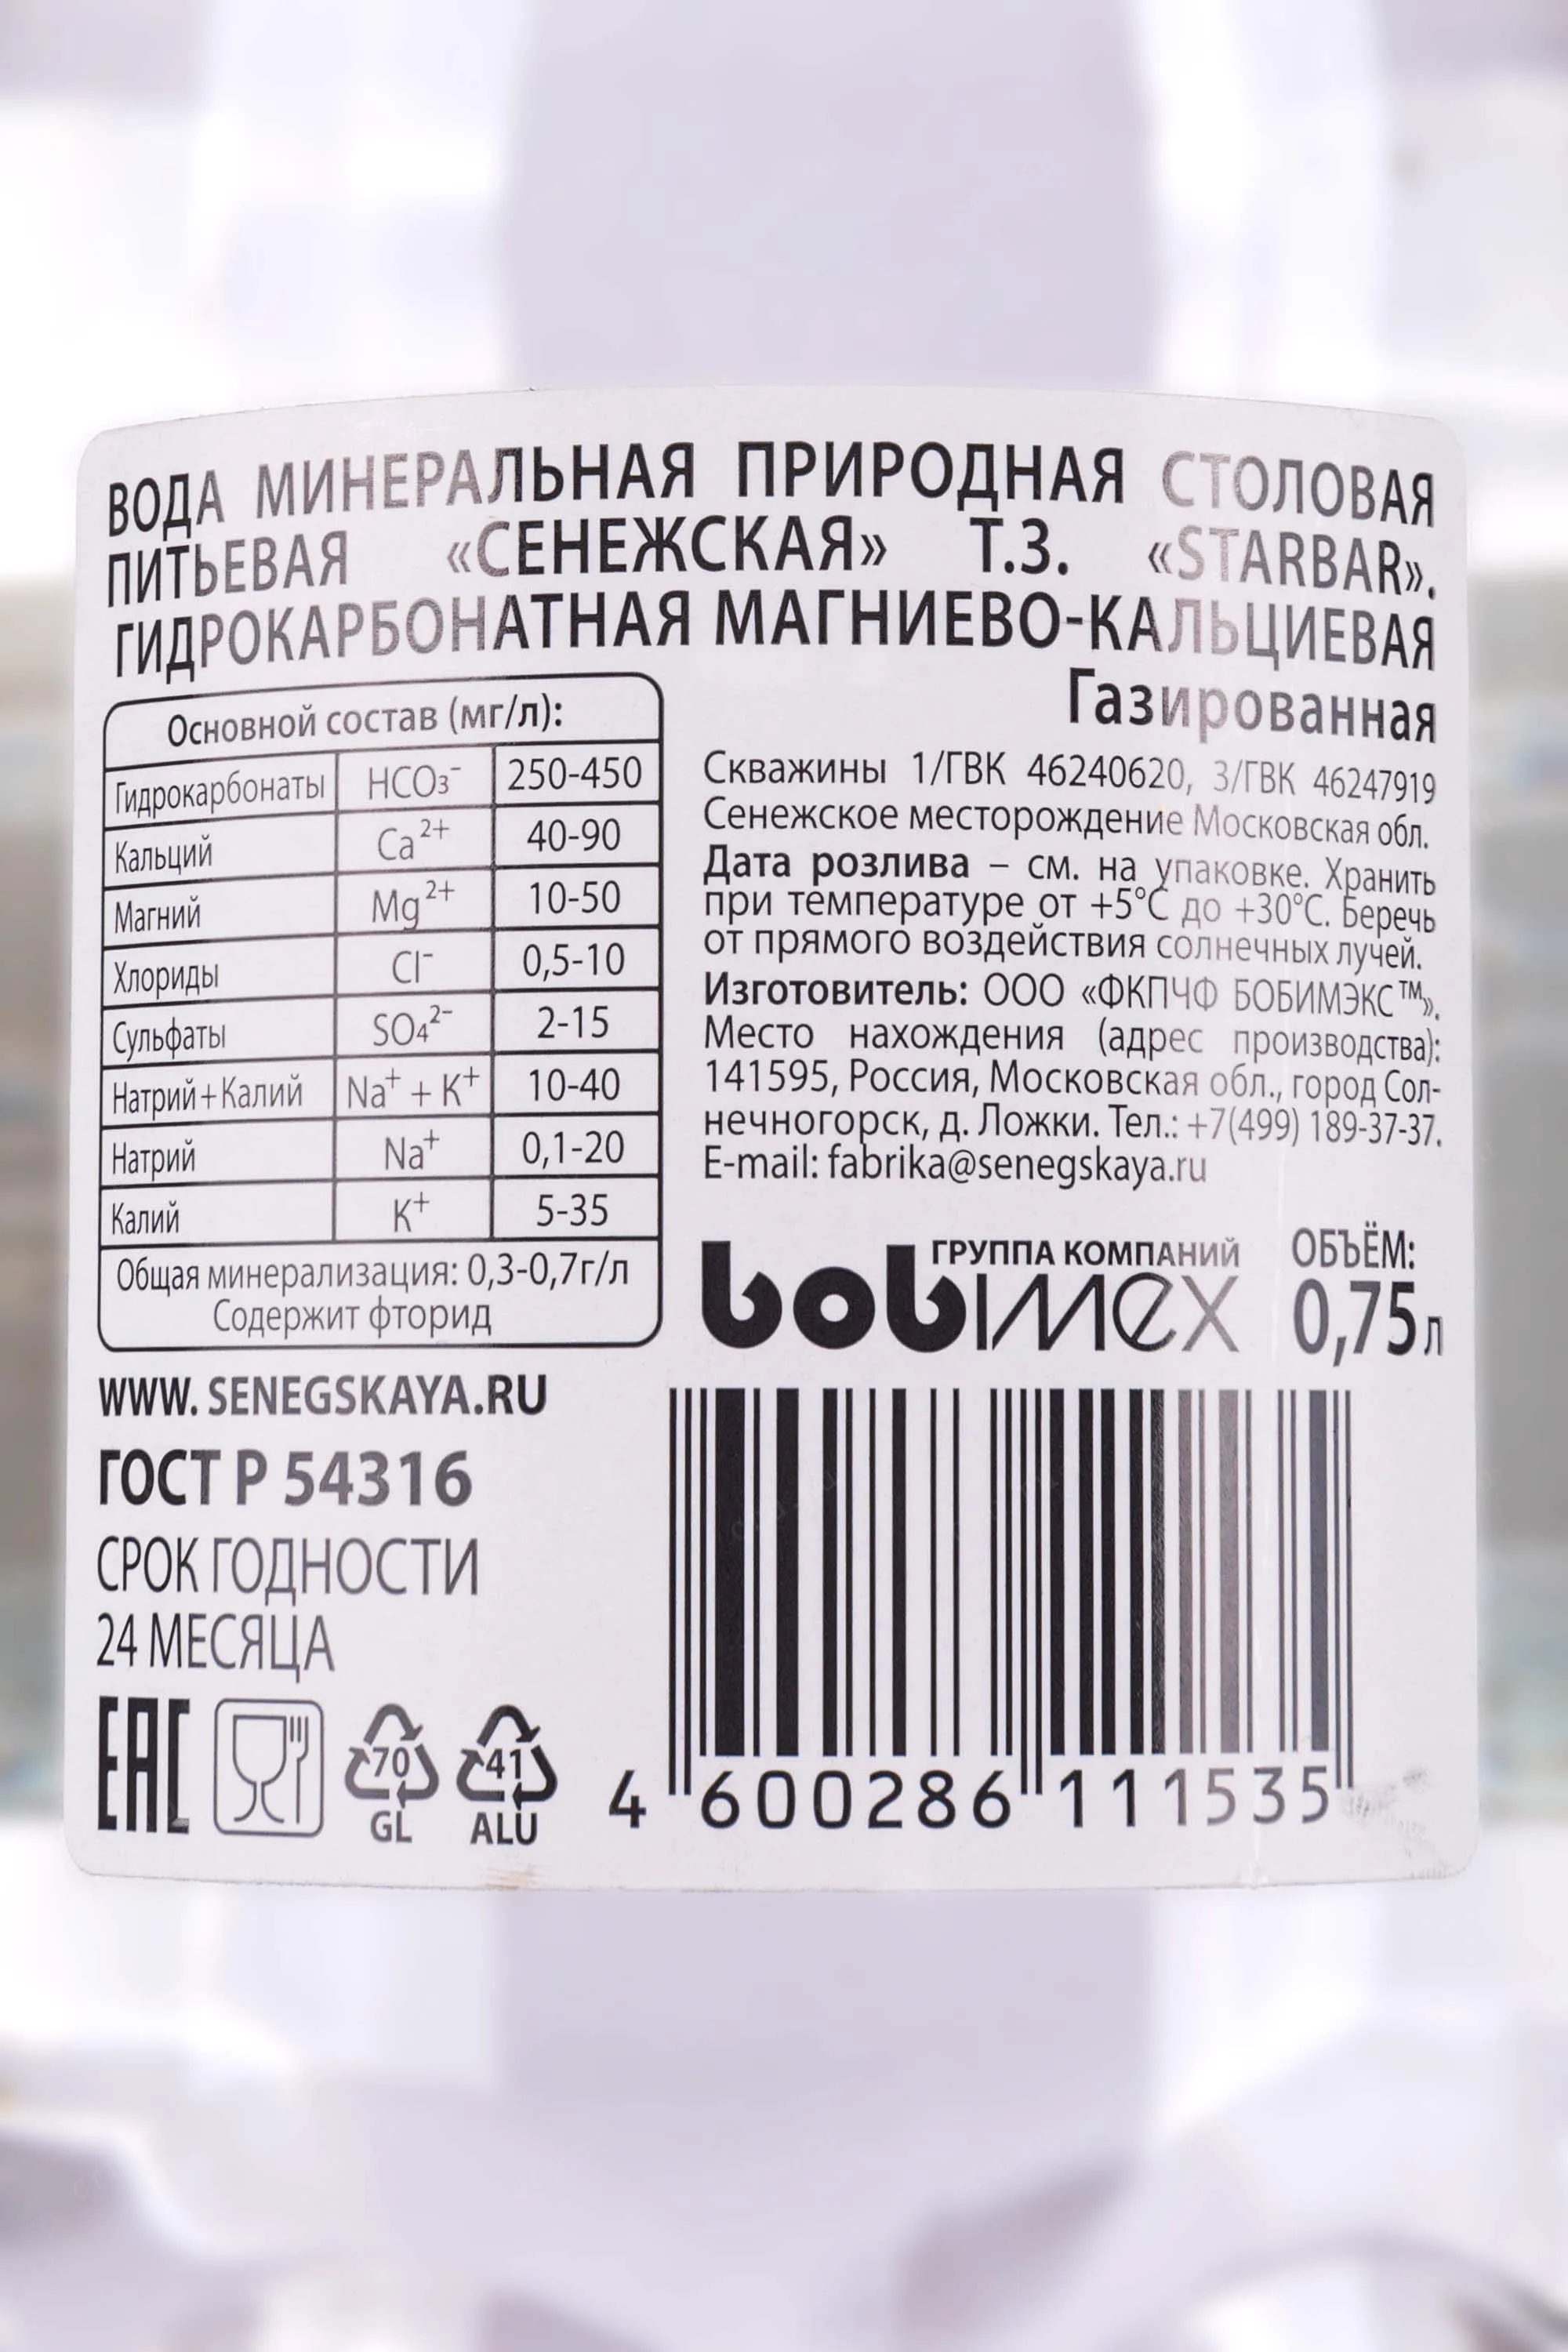 ВОДА МИНЕРАЛЬНАЯ ПРИРОДНАЯ СТОЛОВАЯ
ПИТЬЕВАЯ «СЕНЕЖСКАЯ» Т.З. «STARBAR».
ГИДРОКАРБОНАТНАЯ МАГНИЕВО-КАЛЬЦИЕВАЯ
Газированная
Основной состав (мг/л):
Гидрокарбонаты HCO₃⁻ 250-450
Кальций Ca²⁺ 40-90
Магний Mg²⁺ 10-50
Хлориды Cl⁻ 0,5-10
Сульфаты SO₄²⁻ 2-15
Натрий+Калий Na⁺ + K⁺ 10-40
Натрий Na⁺ 0,1-20
Калий K⁺ 5-35
Общая минерализация: 0,3-0,7г/л
Содержит фторид
Скважины 1/ГВК 46240620, 3/ГВК 46247919
Сенежское месторождение Московская обл.
Дата розлива – см. на упаковке. Хранить
при температуре от +5°C до +30°C. Беречь
от прямого воздействия солнечных лучей.
Изготовитель: ООО «ФКПЧФ БОБИМЭКС™».
Место нахождения (адрес производства):
141595, Россия, Московская обл., город Сол-
нечногорск, д. Ложки. Тел.: +7(499) 189-37-37.
E-mail: fabrika@senegskaya.ru
ГРУППА КОМПАНИЙ
bobimex
ОБЪЁМ:
0,75л
WWW. SENEGSKAYA.RU
ГОСТ Р 54316
СРОК ГОДНОСТИ
24 МЕСЯЦА
EAC
70
GL
41
ALU
4 600286 111535